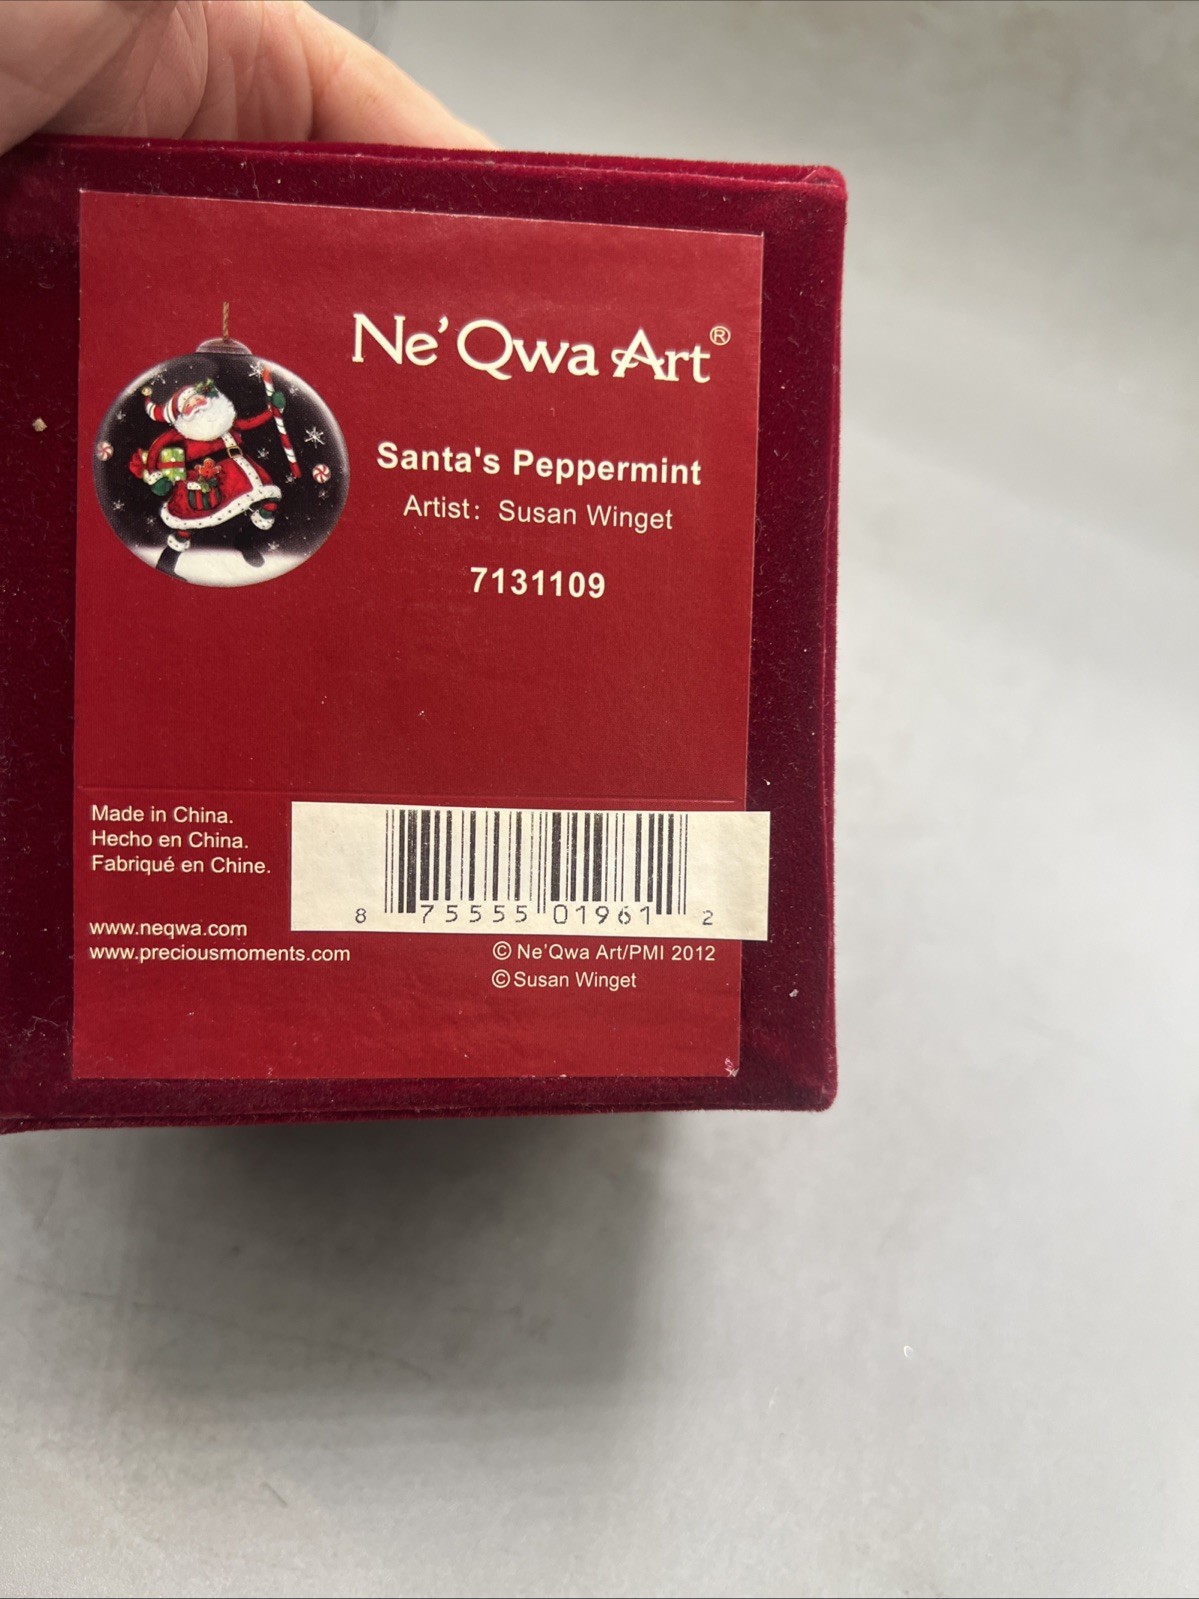 Ne'Qwa Art®
Santa's Peppermint
Artist: Susan Winget
7131109
Made in China.
Hecho en China.
Fabriqué en Chine.
8 75555 01961 2
www.neqwa.com
www.preciousmoments.com
© Ne'Qwa Art/PMI 2012
© Susan Winget